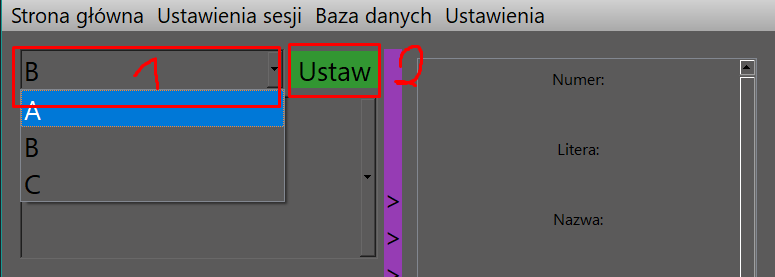 Strona główna Ustawienia sesji Baza danych Ustawienia
B 1 Ustaw 2
A
B
C
Numer:
Litera:
Nazwa:
>
>
>